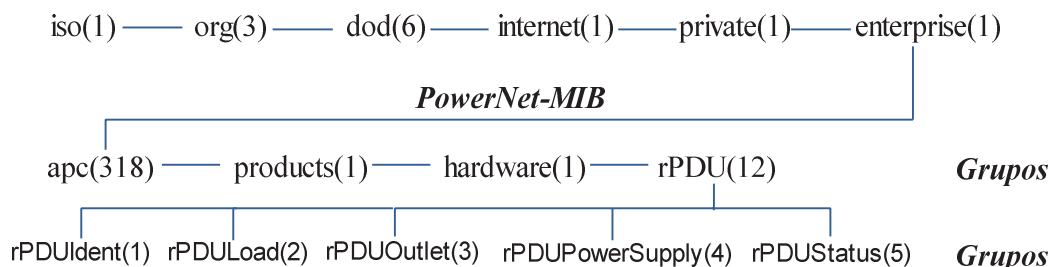 iso(1) org(3) dod(6) internet(1) private(1) enterprise(1)
PowerNet-MIB
apc(318) products(1) hardware(1) rPDU(12) Grupos
rPDUIdent(1) rPDULoad(2) rPDUOutlet(3) rPDUPowerSupply(4) rPDUStatus(5) Grupos